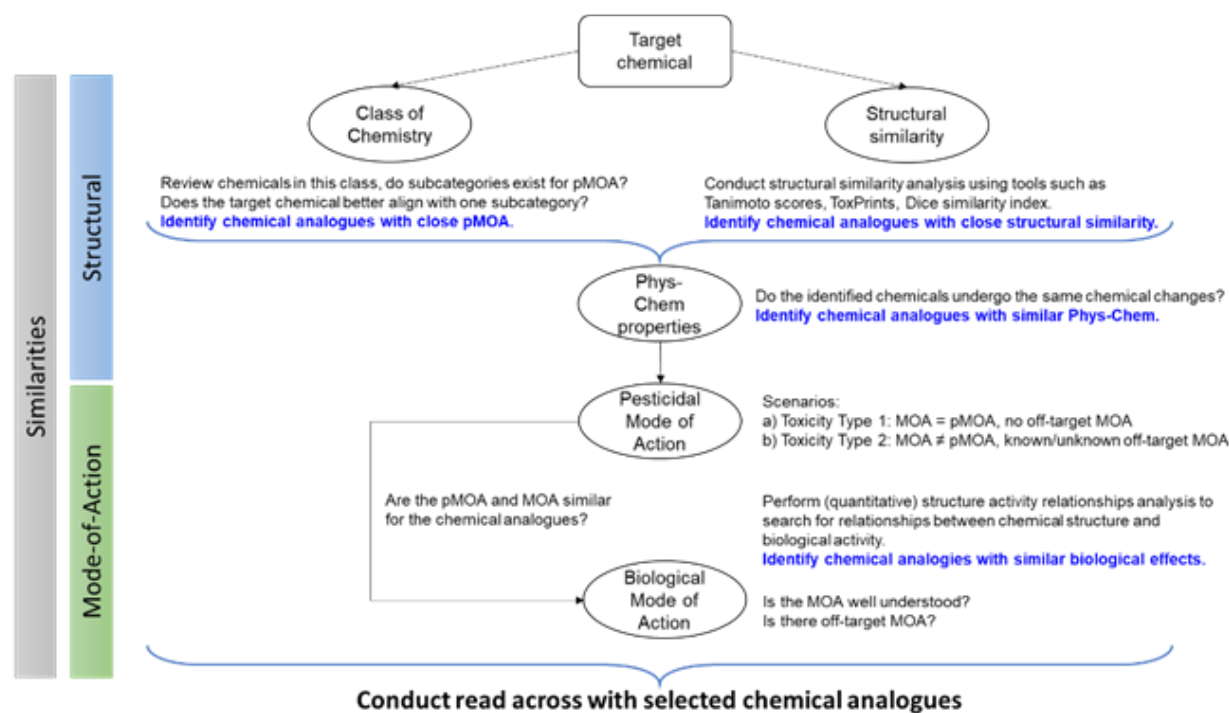 Target
chemical
Class of
Chemistry
Structural
similarity
Review chemicals in this class, do subcategories exist for pMOA?
Does the target chemical better align with one subcategory?
Identify chemical analogues with close pMOA.
Conduct structural similarity analysis using tools such as
Tanimoto scores, ToxPrints, Dice similarity index.
Identify chemical analogues with close structural similarity.
Similarities
Structural
Phys-
Chem
properties
Do the identified chemicals undergo the same chemical changes?
Identify chemical analogues with similar Phys-Chem.
Mode-of-Action
Pesticidal
Mode of
Action
Scenarios:
a) Toxicity Type 1: MOA = pMOA, no off-target MOA
b) Toxicity Type 2: MOA ≠ pMOA, known/unknown off-target MOA
Are the pMOA and MOA similar
for the chemical analogues?
Perform (quantitative) structure activity relationships analysis to
search for relationships between chemical structure and
biological activity.
Identify chemical analogies with similar biological effects.
Biological
Mode of
Action
Is the MOA well understood?
Is there off-target MOA?
Conduct read across with selected chemical analogues